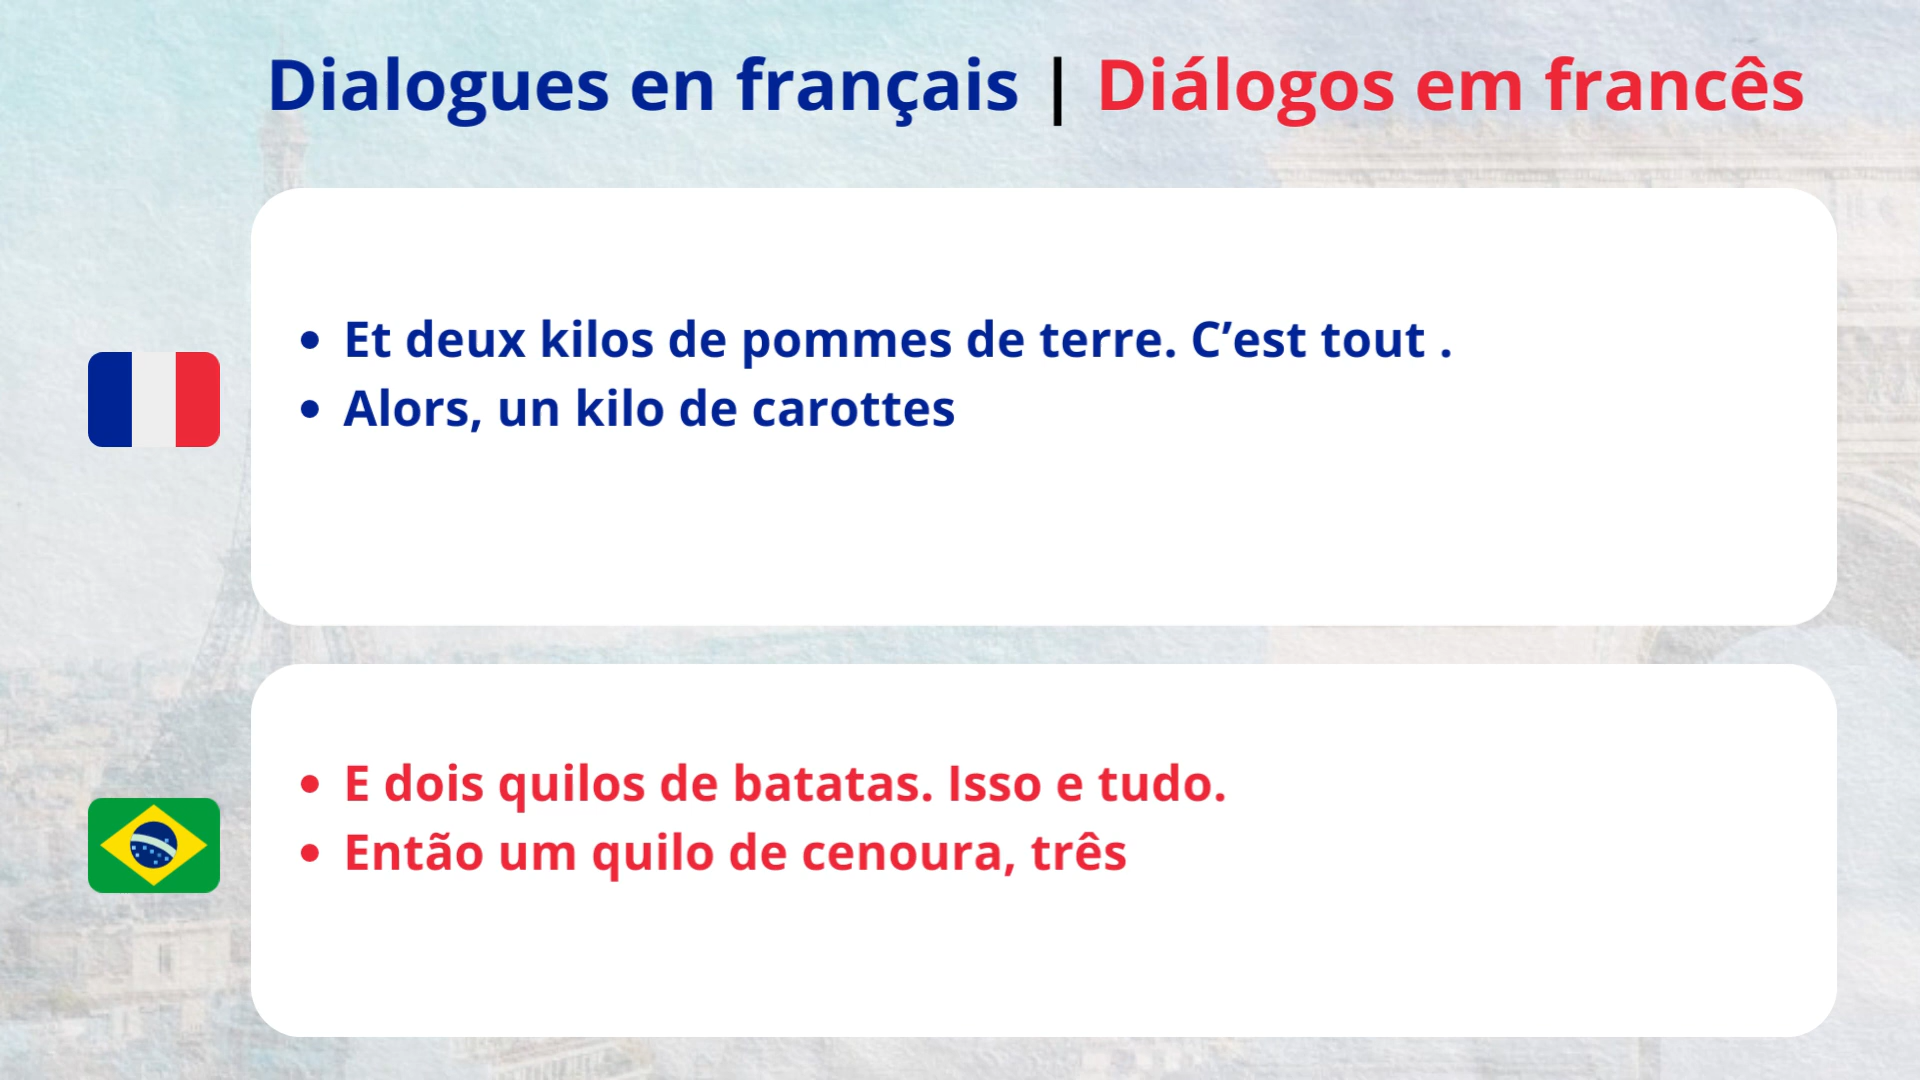 Dialogues en français | Diálogos em francês
• Et deux kilos de pommes de terre. C’est tout .
• Alors, un kilo de carottes
• E dois quilos de batatas. Isso e tudo.
• Então um quilo de cenoura, três